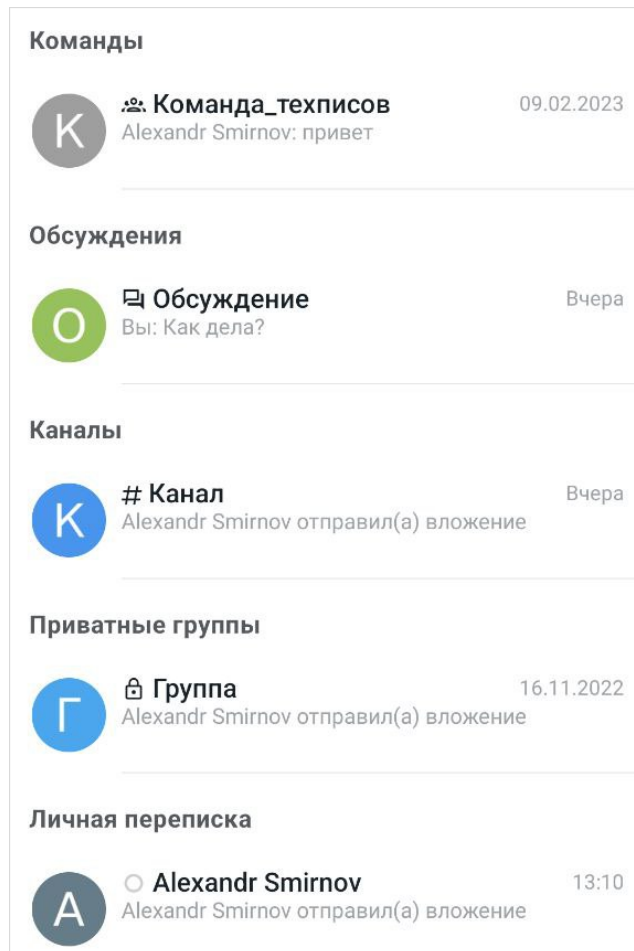 Команды
К
Команда_техписов 09.02.2023
Alexandr Smirnov: привет
Обсуждения
О
Обсуждение Вчера
Вы: Как дела?
Каналы
К
# Канал Вчера
Alexandr Smirnov отправил(а) вложение
Приватные группы
Г
Группа 16.11.2022
Alexandr Smirnov отправил(а) вложение
Личная переписка
A
Alexandr Smirnov 13:10
Alexandr Smirnov отправил(а) вложение